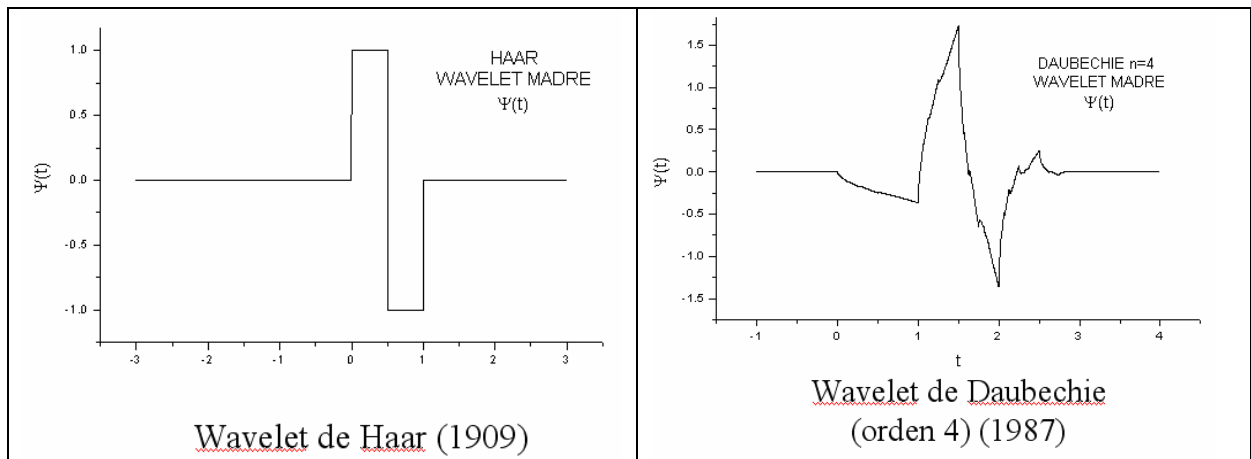 HAAR
WAVELET MADRE
Ψ(t)
1.0
0.5
0.0
-0.5
-1.0
Ψ(t)
-3 -2 -1 0 1 2 3
Wavelet de Haar (1909)
DAUBECHIE n=4
WAVELET MADRE
Ψ(t)
1.5
1.0
0.5
0.0
-0.5
-1.0
-1.5
Ψ(t)
-1 0 1 2 3 4
t
Wavelet de Daubechie
(orden 4) (1987)